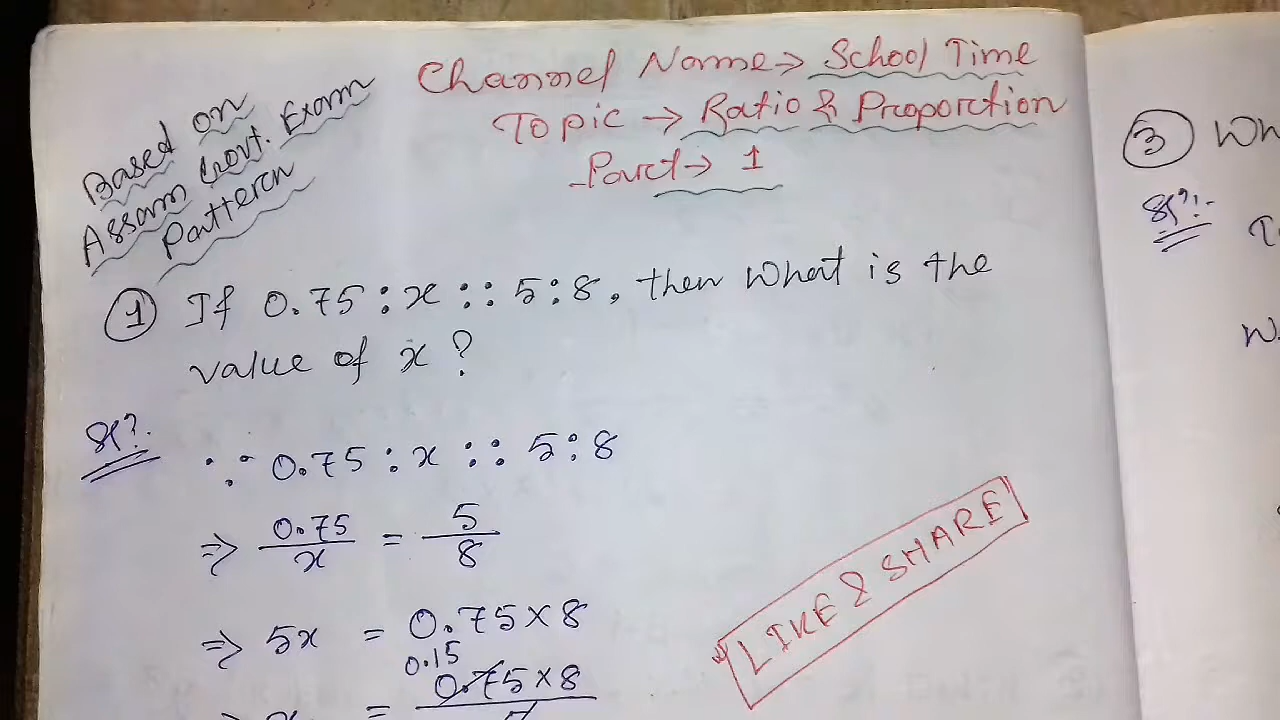 Channel Name → School Time
Topic → Ratio & Proportion
Part → 1
Based on
Assam Govt. Exam
Pattern
① If 0.75 : x :: 5 : 8, then what is the
value of x ?
Sol?:
∵ 0.75 : x :: 5 : 8
⇒ 0.75/x = 5/8
⇒ 5x = 0.75 × 8
0.15
= 0.75 × 8
LIKE & SHARE
③
Sol?:-